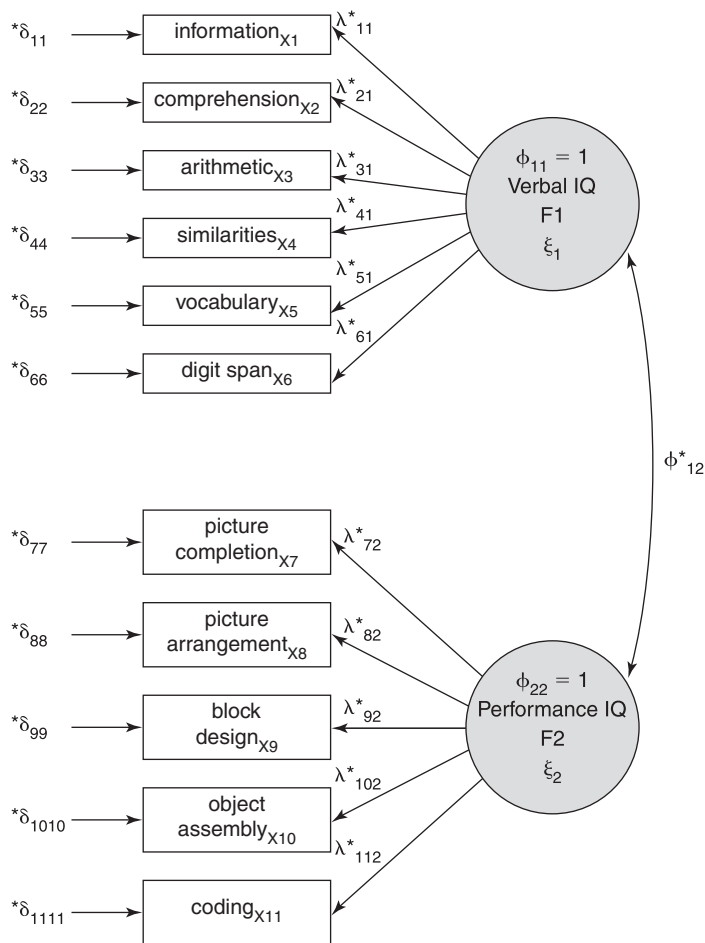 *δ₁₁ information X1 λ*₁₁
*δ₂₂ comprehension X2 λ*₂₁
*δ₃₃ arithmetic X3 λ*₃₁
*δ₄₄ similarities X4 λ*₄₁
*δ₅₅ vocabulary X5 λ*₅₁
*δ₆₆ digit span X6 λ*₆₁
ϕ₁₁ = 1
Verbal IQ
F1
ξ₁
ϕ*₁₂
*δ₇₇ picture
completion X7 λ*₇₂
*δ₈₈ picture
arrangement X8 λ*₈₂
*δ₉₉ block
design X9 λ*₉₂
*δ₁₀₁₀ object
assembly X10 λ*₁₀₂
*δ₁₁₁₁ coding X11 λ*₁₁₂
ϕ₂₂ = 1
Performance IQ
F2
ξ₂